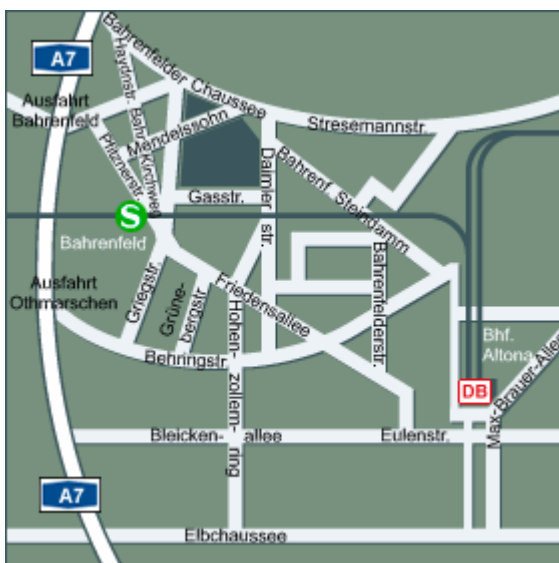 A7
Bahrenfelder Chaussee
Haydnstr.
Ausfahrt
Bahrenfeld
Bahr. Kirchweg
Mendelssohn
Stresemannstr.
Pfitznerstr.
Daimler str.
Bahrenf. Steindamm
Gasstr.
S
Bahrenfeld
Ausfahrt
Othmarschen
Griegstr.
Grüne-
bergstr.
Friedensallee
Hohen-zollern-ring
Bahrenfelderstr.
Bhf.
Altona
Behringstr.
DB
Max-Brauer-Allee
Bleicken-allee
Eulenstr.
A7
Elbchaussee